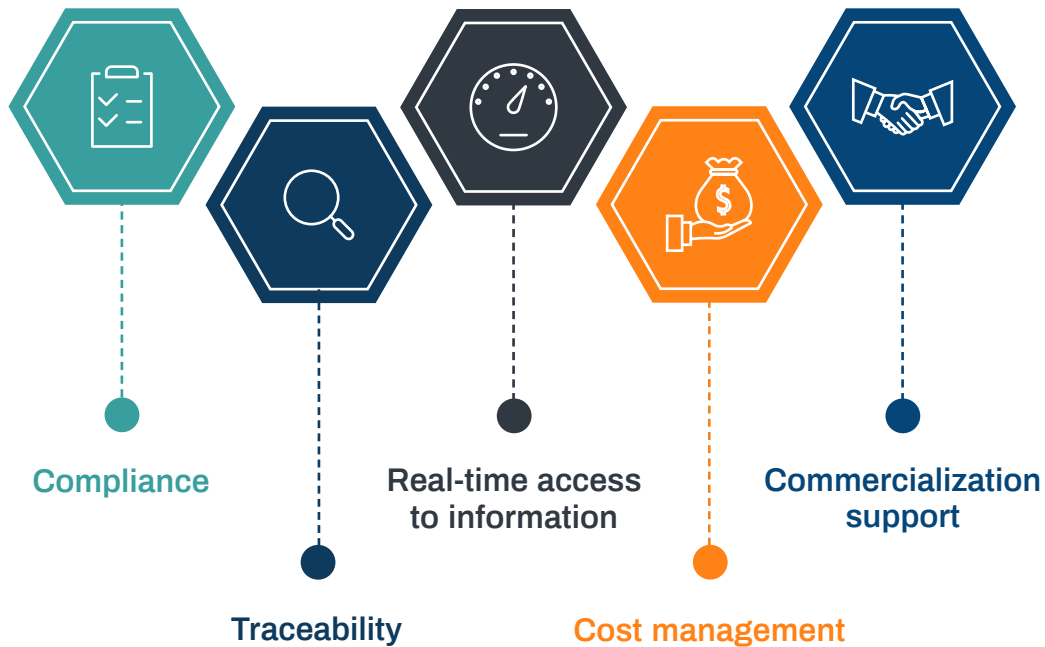 $
Compliance
Traceability
Real-time access
to information
Cost management
Commercialization
support